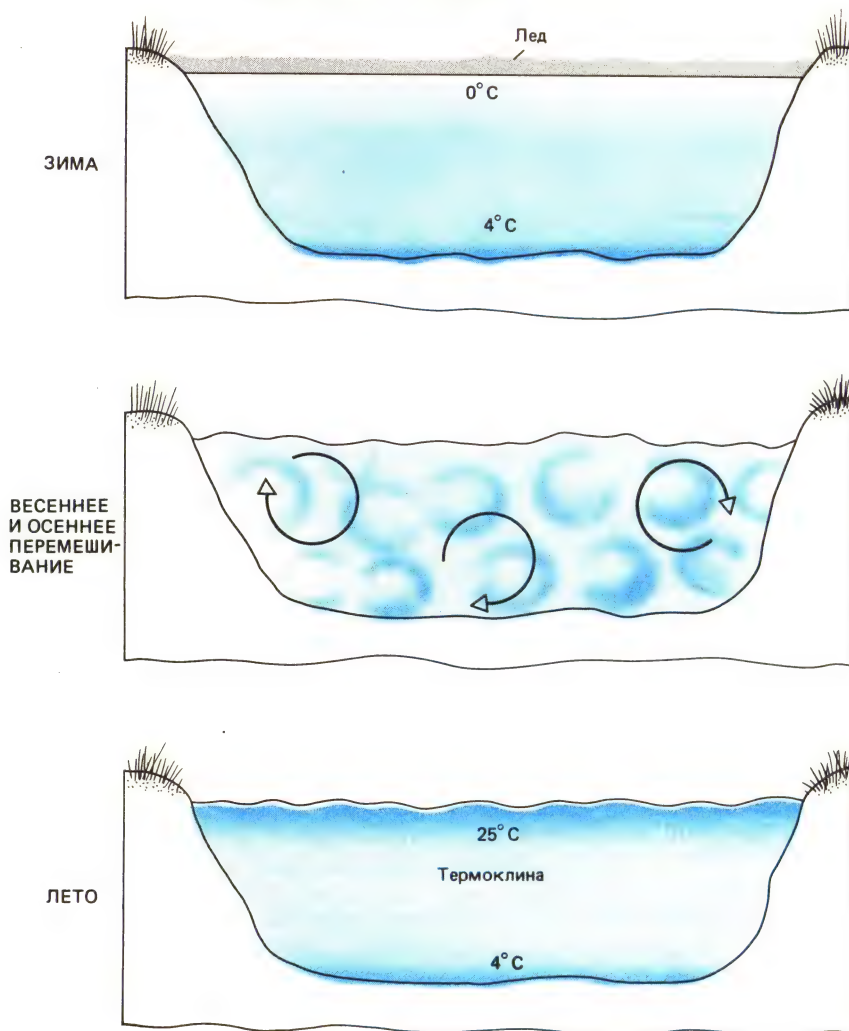 Лед
0°C
ЗИМА
4°C
ВЕСЕННЕЕ
И ОСЕННЕЕ
ПЕРЕМЕШИ-
ВАНИЕ
25°C
Термоклина
ЛЕТО
4°C